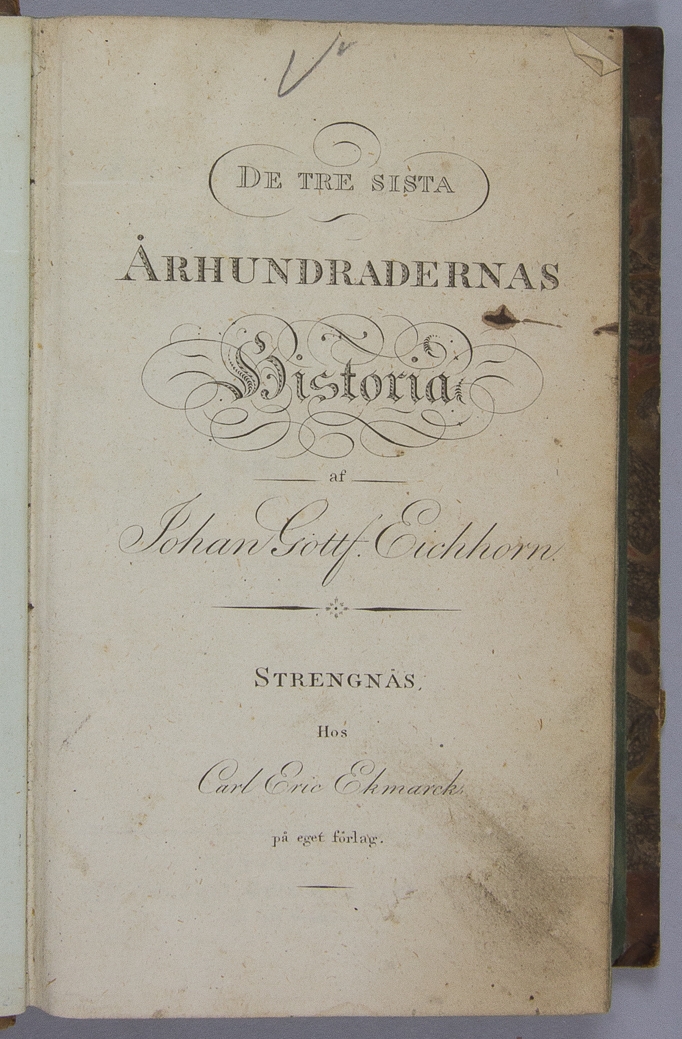 DE TRE SISTA
ÅRHUNDRADERNAS
Historia
af
Johan Gottf. Eichhorn.
STRENGNÄS,
Hos
Carl Eric Ekmarck,
på eget förlag.